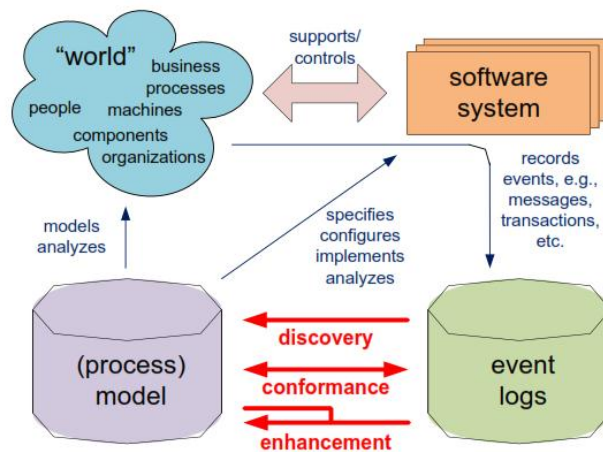 “world”
business
processes
people
machines
components
organizations
supports/
controls
software
system
records
events, e.g.,
messages,
transactions,
etc.
models
analyzes
specifies
configures
implements
analyzes
(process)
model
discovery
conformance
enhancement
event
logs